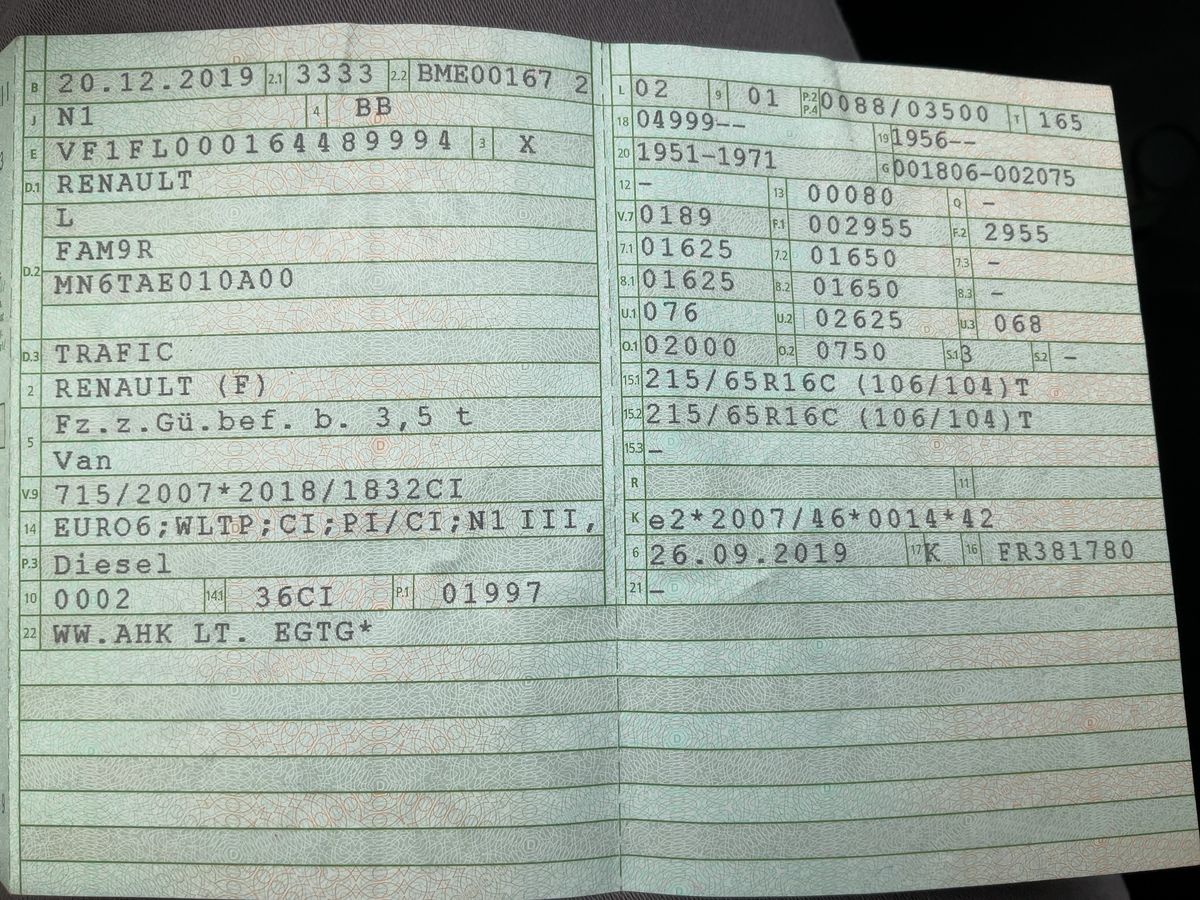 B 20.12.2019 2.1 3333 2.2 BME00167 2
J N1 4 BB
E VF1FL000164489994 3 X
D.1 RENAULT
D.2 L
FAM9R
MN6TAE010A00
D.3 TRAFIC
2 RENAULT (F)
5 Fz.z.Gü.bef. b. 3,5 t
Van
V.9 715/2007*2018/1832CI
14 EURO6;WLTP;CI;PI/CI;N1 III,
P.3 Diesel
10 0002 14.1 36CI P.1 01997
22 WW.AHK LT. EGTG*
L 02 9 01 P.2 P.4 0088/03500 T 165
18 04999-- 19 1956--
20 1951-1971 G 001806-002075
12 - 13 00080 Q -
V.7 0189 F.1 002955 F.2 2955
7.1 01625 7.2 01650 7.3 -
8.1 01625 8.2 01650 8.3 -
U.1 076 U.2 02625 U.3 068
O.1 02000 O.2 0750 S.1 3 S.2 -
15.1 215/65R16C (106/104)T
15.2 215/65R16C (106/104)T
15.3 -
R 11
K e2*2007/46*0014*42
6 26.09.2019 17 K 16 FR381780
21 -